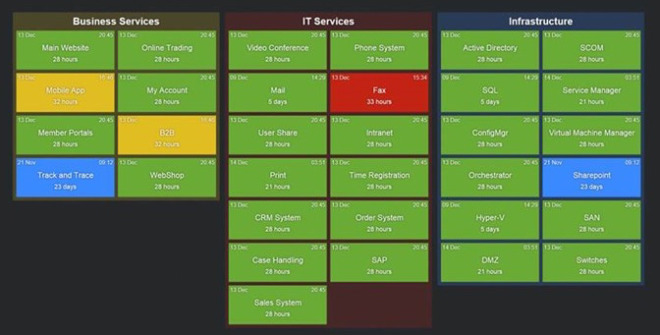 Business Services
13 Dec 20:45 13 Dec 20:45
Main Website Online Trading
28 hours 28 hours
13 Dec 13 Dec 20:45
Mobile App My Account
32 hours 28 hours
13 Dec 20:45 13 Dec
Member Portals B2B
28 hours 32 hours
21 Nov 09:12 13 Dec 20:45
Track and Trace WebShop
23 days 28 hours
IT Services
13 Dec 20:45 13 Dec 20:45
Video Conference Phone System
28 hours 28 hours
09 Dec 14:29 13 Dec 15:34
Mail Fax
5 days 33 hours
13 Dec 20:45 13 Dec 20:45
User Share Intranet
28 hours 28 hours
14 Dec 03:51 13 Dec 20:45
Print Time Registration
21 hours 28 hours
13 Dec 20:45 13 Dec 20:45
CRM System Order System
28 hours 28 hours
13 Dec 20:45 13 Dec 20:45
Case Handling SAP
28 hours 28 hours
13 Dec 20:45
Sales System
28 hours
Infrastructure
13 Dec 20:45 13 Dec 20:45
Active Directory SCOM
28 hours 28 hours
09 Dec 14:29 14 Dec 03:51
SQL Service Manager
5 days 21 hours
13 Dec 20:45 13 Dec 20:45
ConfigMgr Virtual Machine Manager
28 hours 28 hours
13 Dec 20:45 21 Nov 09:12
Orchestrator Sharepoint
28 hours 23 days
09 Dec 14:29 13 Dec 20:45
Hyper-V SAN
5 days 28 hours
14 Dec 03:51 13 Dec 20:45
DMZ Switches
21 hours 28 hours